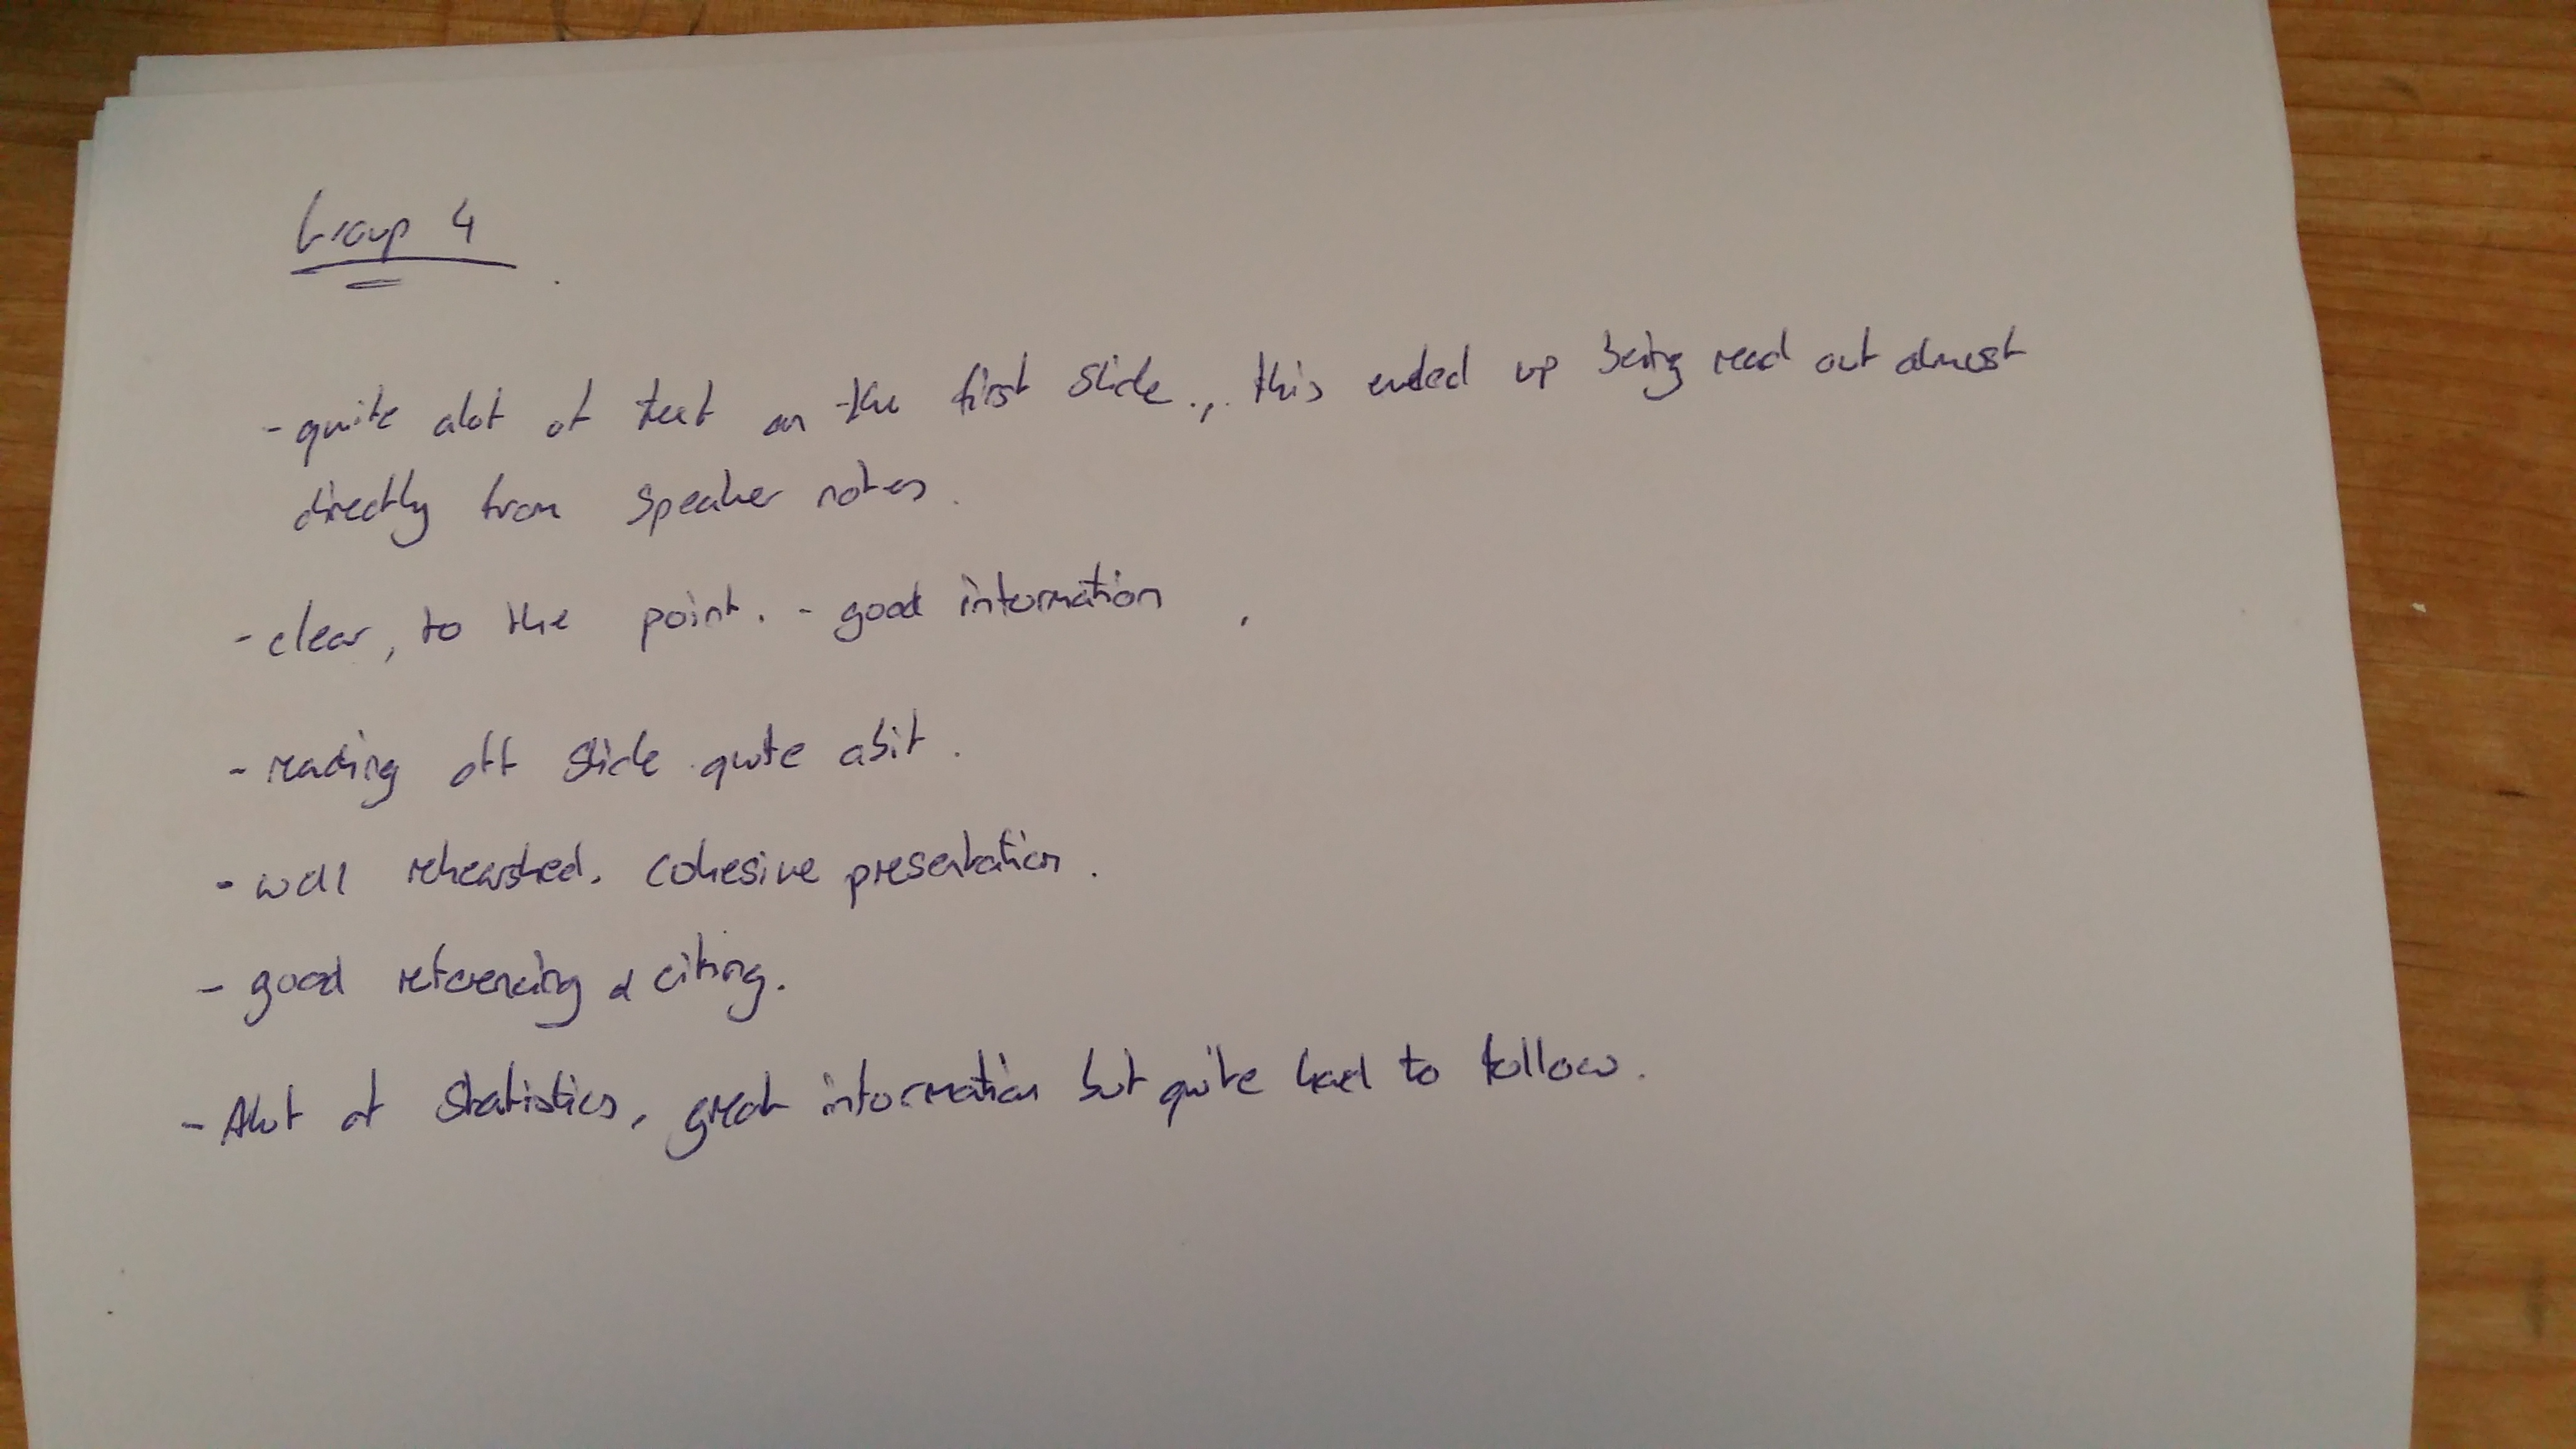 Group 4
- quite alot of text on the first slide., this ended up being read out almost
directly from speaker notes.
- clear, to the point. - good information
- reading off slide quite abit.
- well rehearshed. cohesive presentation.
- good referencing & citing.
- Alot of statistics, great information but quite hard to follow.